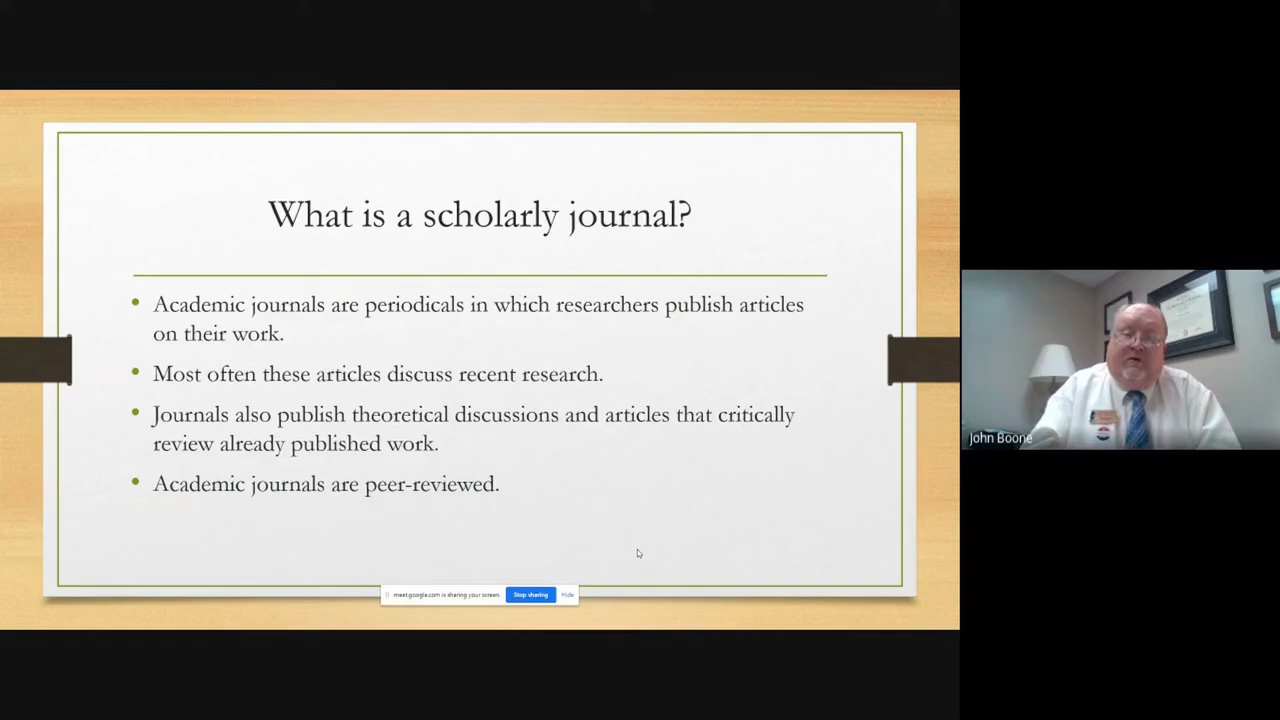 What is a scholarly journal?
• Academic journals are periodicals in which researchers publish articles
on their work.
• Most often these articles discuss recent research.
• Journals also publish theoretical discussions and articles that critically
review already published work.
• Academic journals are peer-reviewed.
meet.google.com is sharing your screen. Stop sharing Hide
John Boone